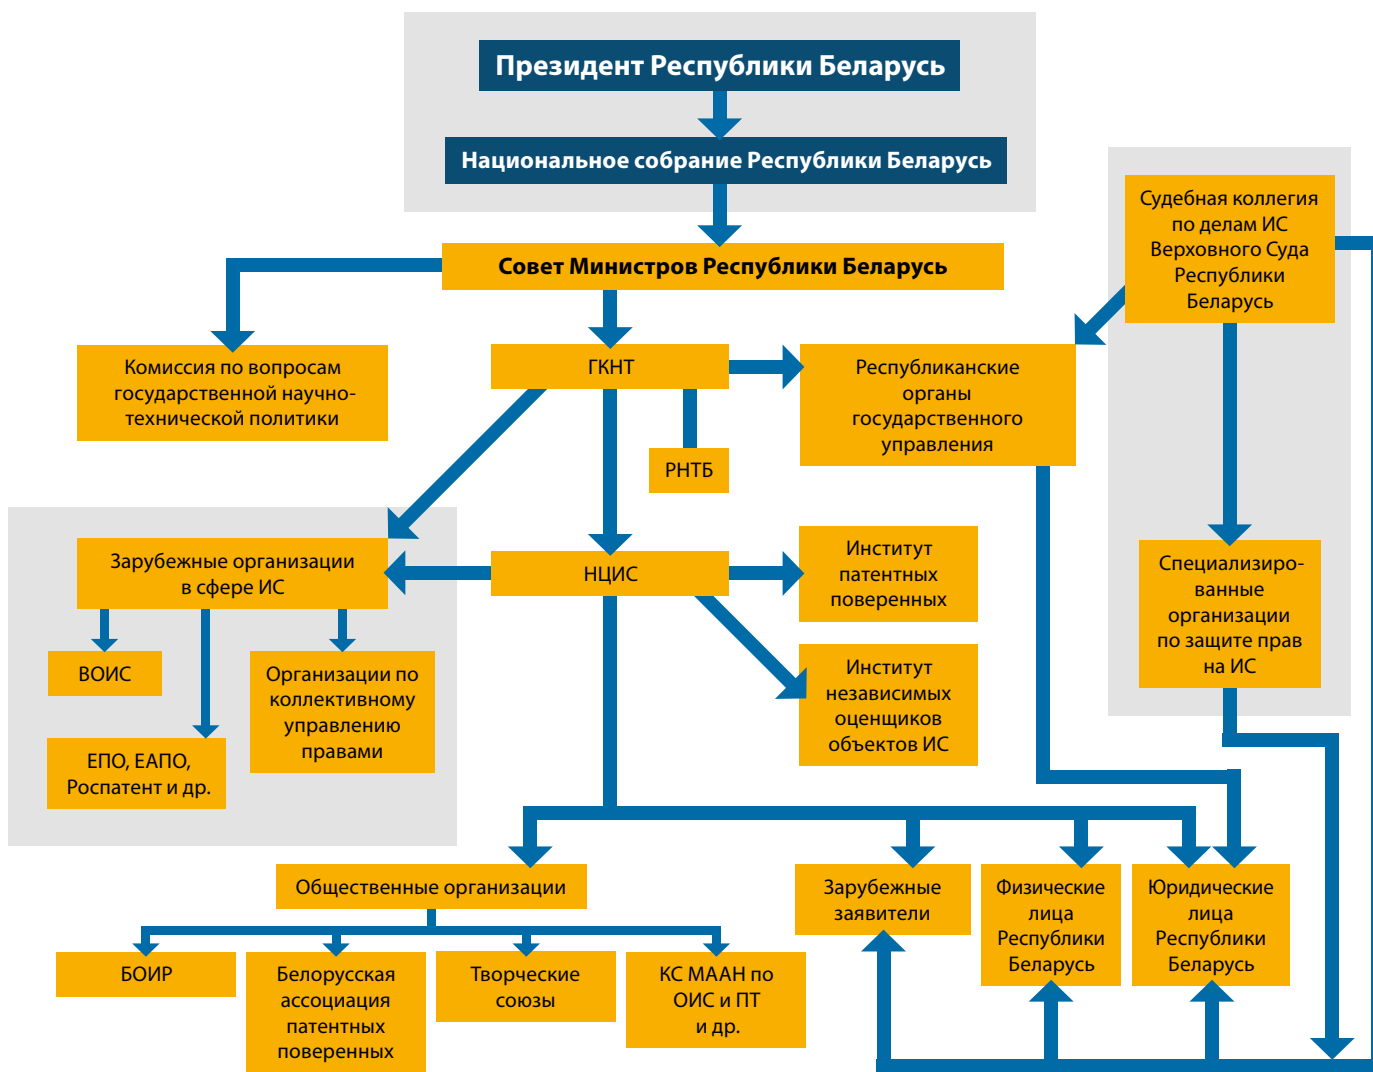 Президент Республики Беларусь
Национальное собрание Республики Беларусь
Судебная коллегия
по делам ИС
Верховного Суда
Республики
Беларусь
Совет Министров Республики Беларусь
Комиссия по вопросам
государственной научно-
технической политики
ГКНТ
Республиканские
органы
государственного
управления
РНТБ
Зарубежные организации
в сфере ИС
НЦИС
Институт
патентных
поверенных
Специализиро-
ванные
организации
по защите прав
на ИС
ВОИС
Организации по
коллективному
управлению
правами
Институт
независимых
оценщиков
объектов ИС
ЕПО, ЕАПО,
Роспатент и др.
Общественные организации
Зарубежные
заявители
Физические
лица
Республики
Беларусь
Юридические
лица
Республики
Беларусь
БОИР
Белорусская
ассоциация
патентных
поверенных
Творческие
союзы
КС МААН по
ОИС и ПТ
и др.